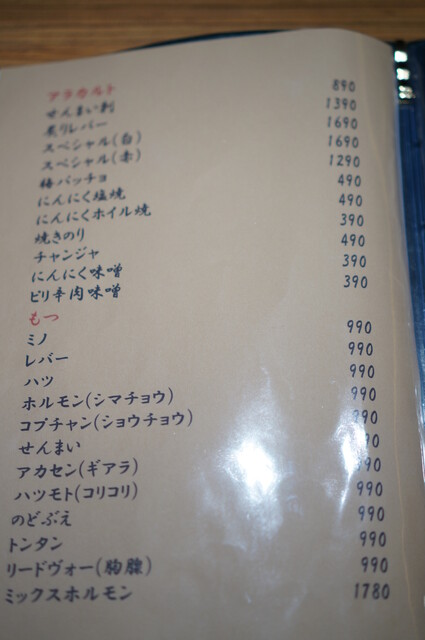 アラカルト
せんまい刺 890
炙りレバー 1390
スペシャル(白) 1690
スペシャル(赤) 1690
梅バッチョ 1290
にんにく塩焼 490
にんにくホイル焼 490
焼きのり 390
チャンジャ 490
にんにく味噌 390
ピリ辛肉味噌 390
もつ
ミノ 990
レバー 990
ハツ 990
ホルモン(シマチョウ) 990
コプチャン(ショウチョウ) 990
せんまい
アカセン(ギアラ) 990
ハツモト(コリコリ) 990
のどぶえ 990
トンタン 990
リードヴォー(胸腺) 990
ミックスホルモン 1780